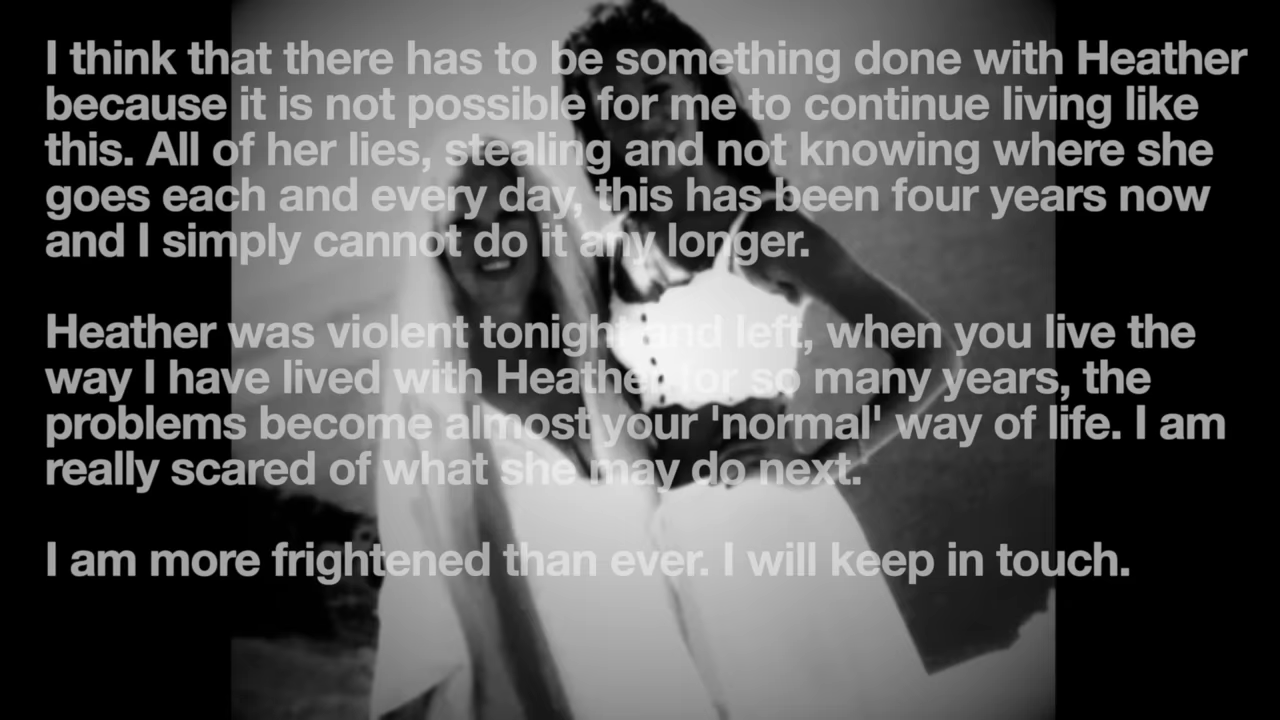 I think that there has to be something done with Heather
because it is not possible for me to continue living like
this. All of her lies, stealing and not knowing where she
goes each and every day, this has been four years now
and I simply cannot do it any longer.
Heather was violent tonight and left, when you live the
way I have lived with Heather for so many years, the
problems become almost your 'normal' way of life. I am
really scared of what she may do next.
I am more frightened than ever. I will keep in touch.